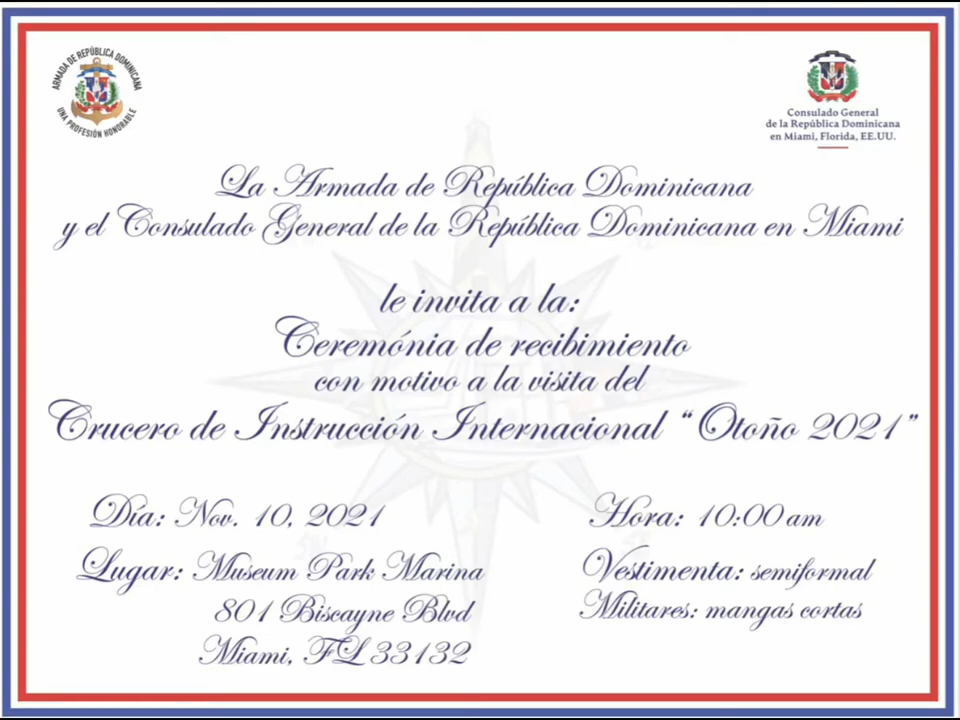 ARMADA DE REPÚBLICA DOMINICANA
UNA PROFESIÓN HONORABLE
Consulado General
de la República Dominicana
en Miami, Florida, EE.UU.
La Armada de República Dominicana
y el Consulado General de la República Dominicana en Miami
le invita a la:
Ceremónia de recibimiento
con motivo a la visita del
Crucero de Instrucción Internacional “Otoño 2021”
Día: Nov. 10, 2021
Lugar: Museum Park Marina
801 Biscayne Blvd
Miami, FL 33132
Hora: 10:00 am
Vestimenta: semiformal
Militares: mangas cortas